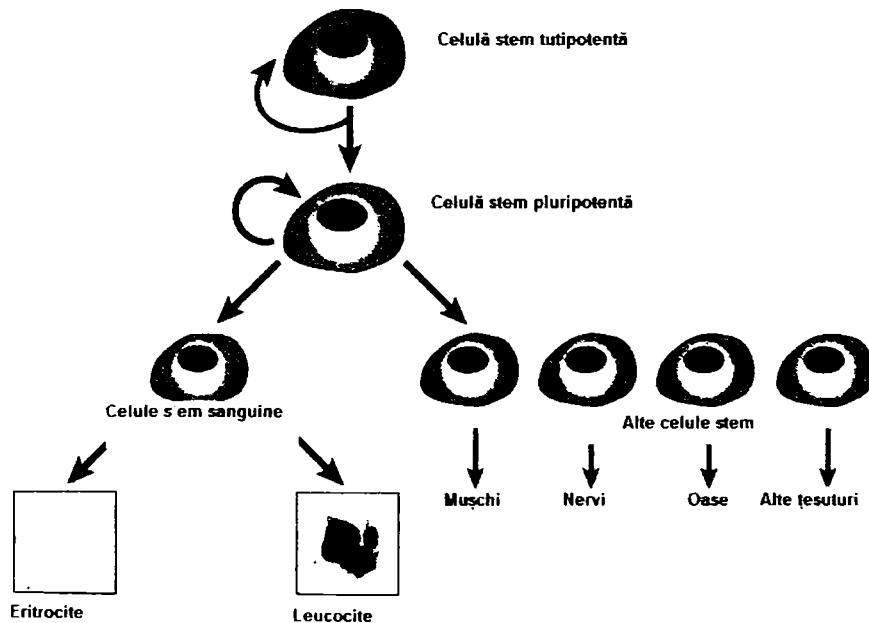 Celulă stem tutipotentă
Celulă stem pluripotentă
Celule s em sanguine
Alte celule stem
Mușchi
Nervi
Oase
Alte țesuturi
Eritrocite
Leucocite